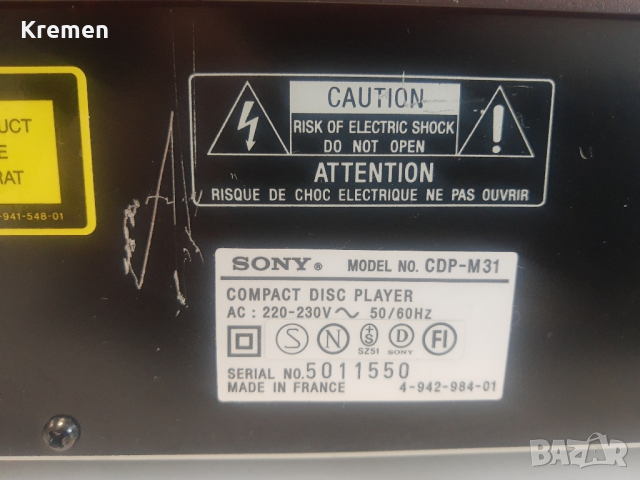 Kremen
UCT
E
RAT
-941-548-01
CAUTION
RISK OF ELECTRIC SHOCK
DO NOT OPEN
ATTENTION
RISQUE DE CHOC ELECTRIQUE NE PAS OUVRIR
SONY® MODEL NO. CDP-M31
COMPACT DISC PLAYER
AC : 220-230V ~ 50/60Hz
S N S D FI
SZ51 SONY
SERIAL NO. 5011550
MADE IN FRANCE 4-942-984-01
BAZAR